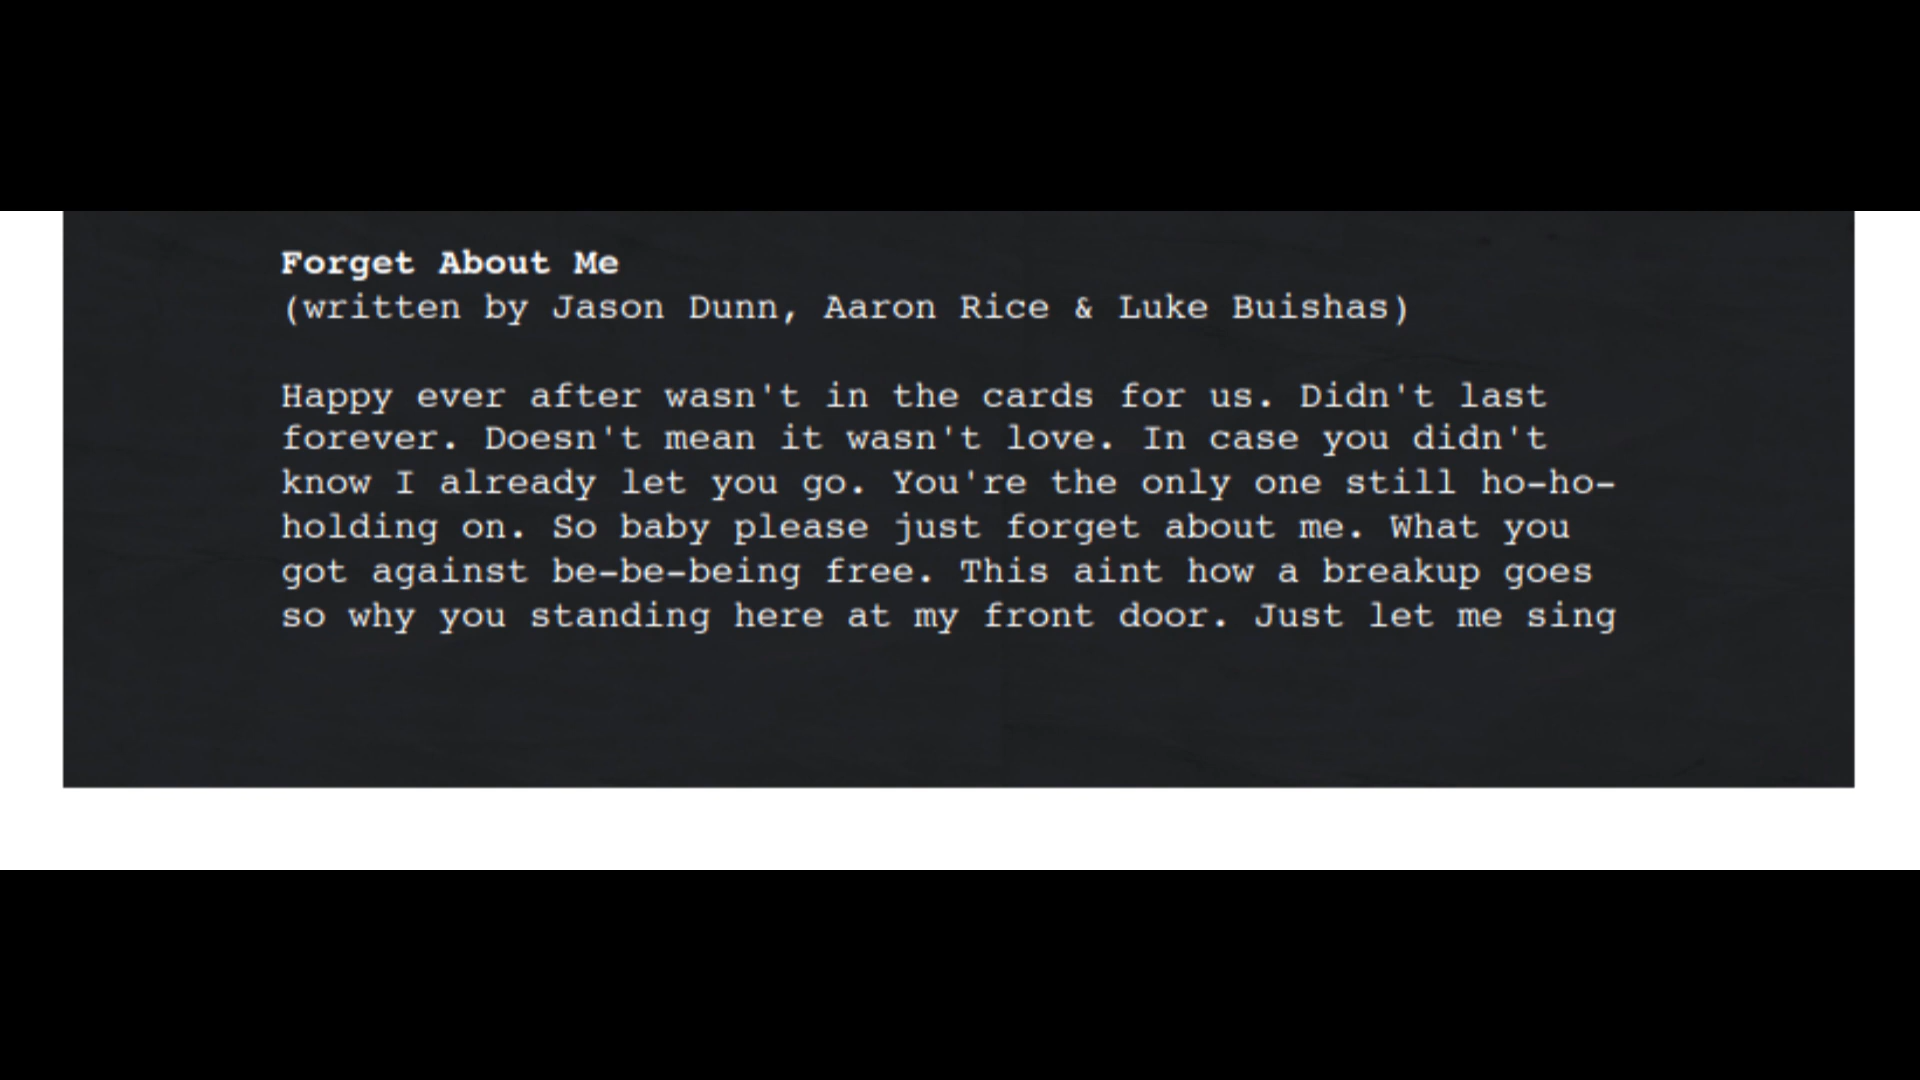 Forget About Me
(written by Jason Dunn, Aaron Rice & Luke Buishas)
Happy ever after wasn't in the cards for us. Didn't last
forever. Doesn't mean it wasn't love. In case you didn't
know I already let you go. You're the only one still ho-ho-
holding on. So baby please just forget about me. What you
got against be-be-being free. This aint how a breakup goes
so why you standing here at my front door. Just let me sing